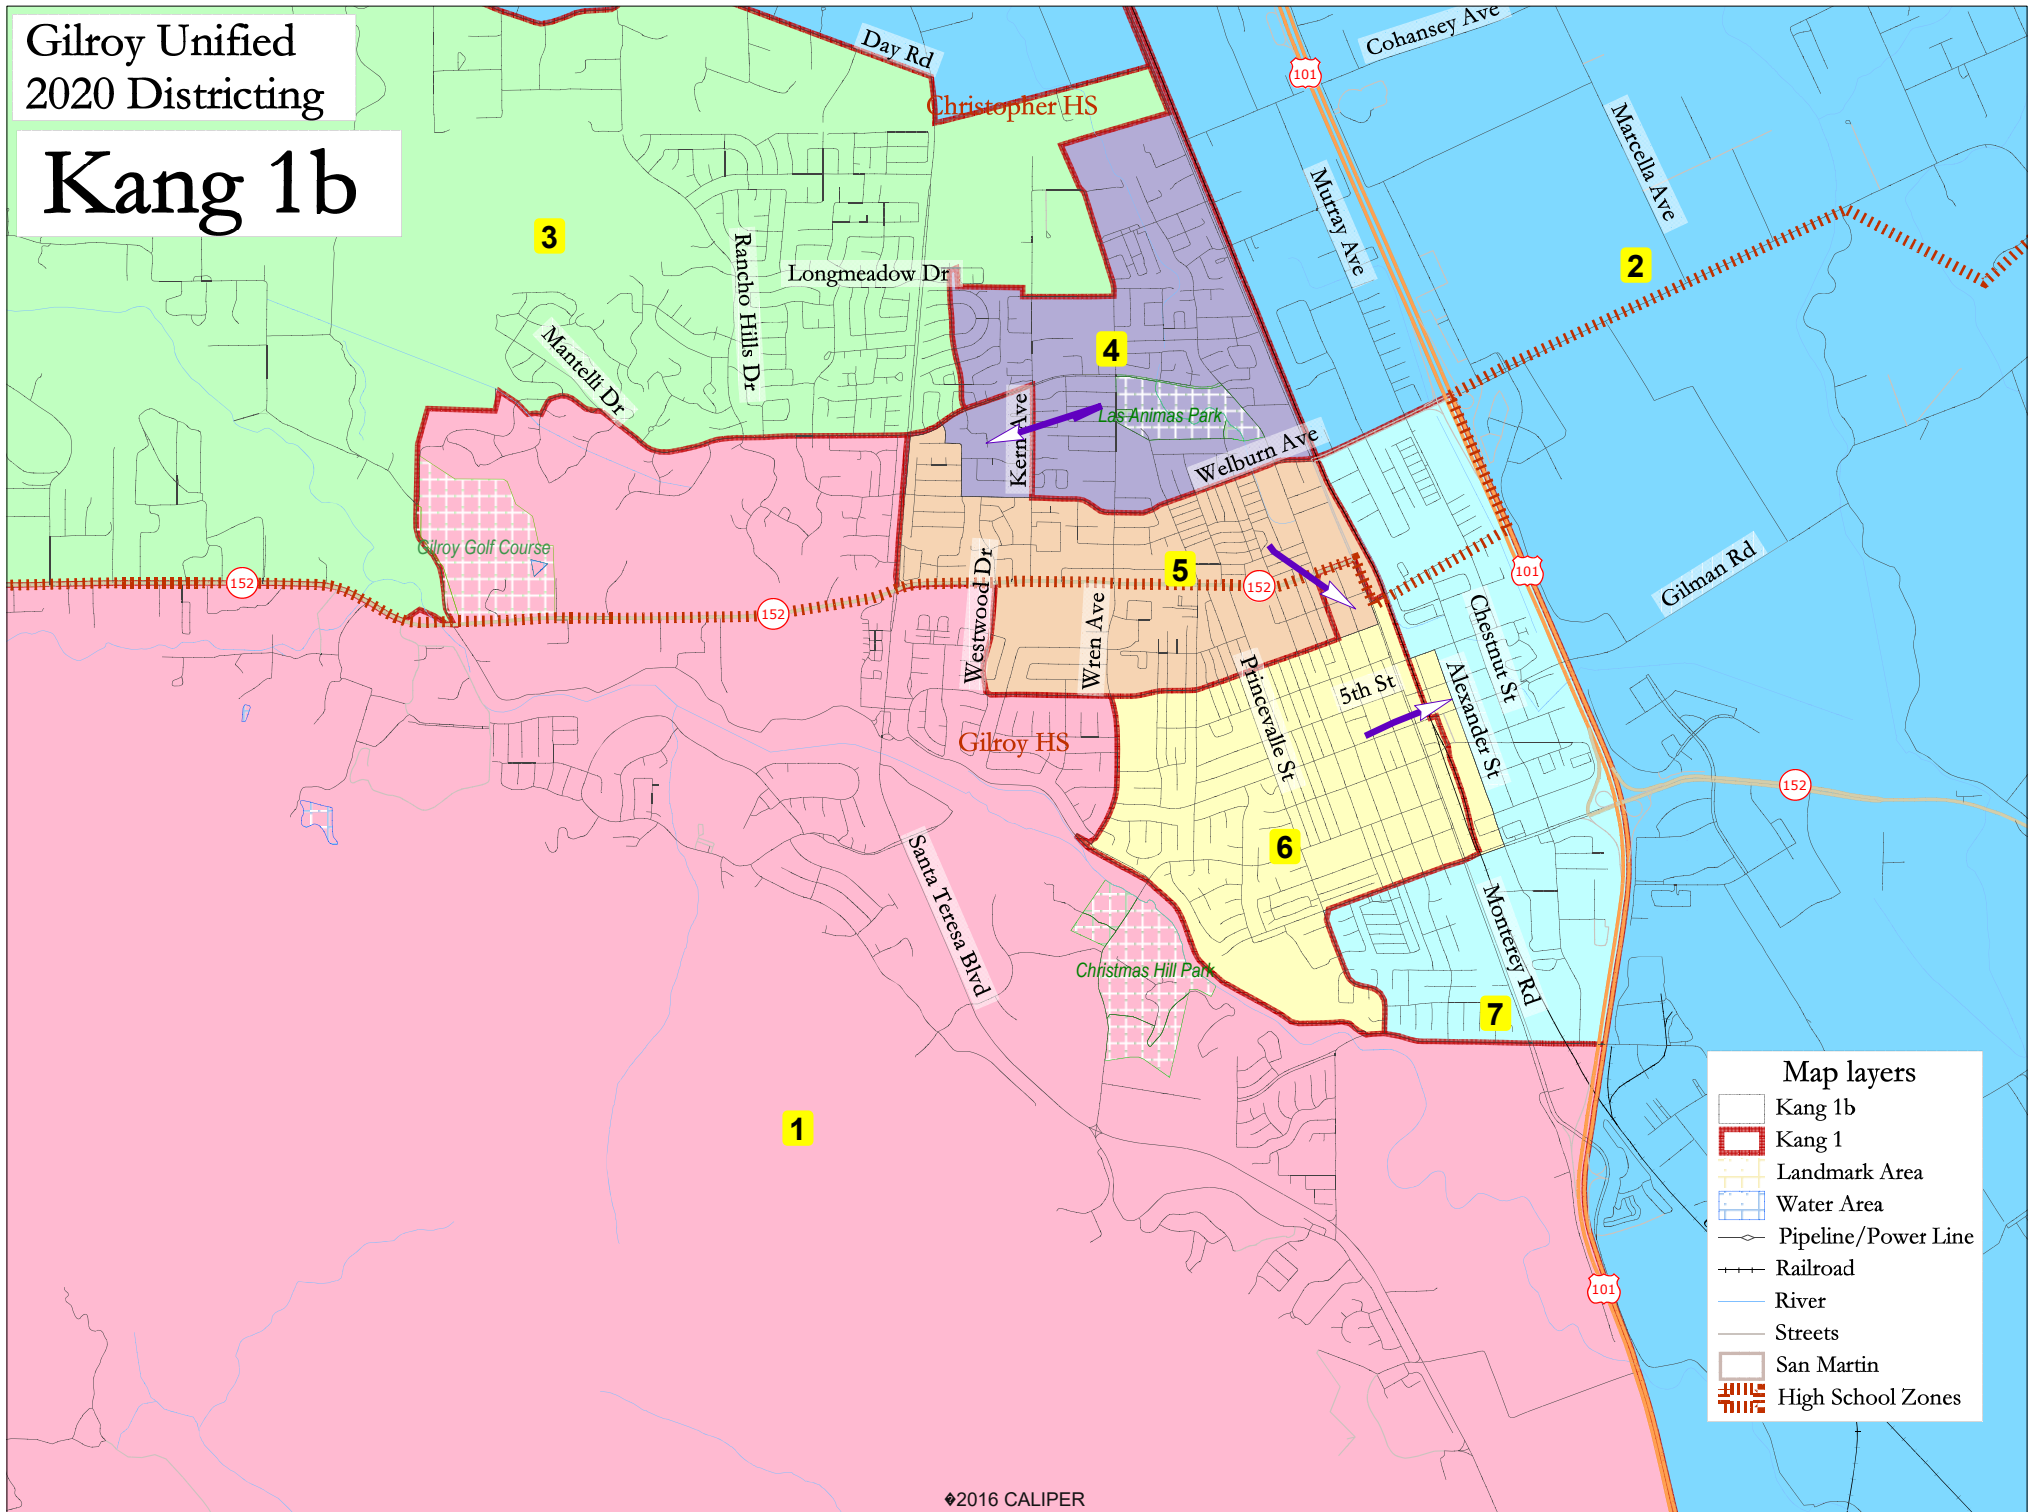 Gilroy Unified
2020 Districting
Kang 1b
Day Rd
Cohansey Ave
101
Christopher HS
Marcella Ave
Murray Ave
3
2
Rancho Hills Dr
Longmeadow Dr
Mantelli Dr
4
Kern Ave
Las Animas Park
Welburn Ave
Gilroy Golf Course
152
152
5
152
101
Gilman Rd
Westwood Dr
Wren Ave
Chestnut St
Princevalle St
5th St
Alexander St
Gilroy HS
152
6
Santa Teresa Blvd
Monterey Rd
Christmas Hill Park
7
1
101
Map layers
Kang 1b
Kang 1
Landmark Area
Water Area
Pipeline/Power Line
Railroad
River
Streets
San Martin
High School Zones
�2016 CALIPER